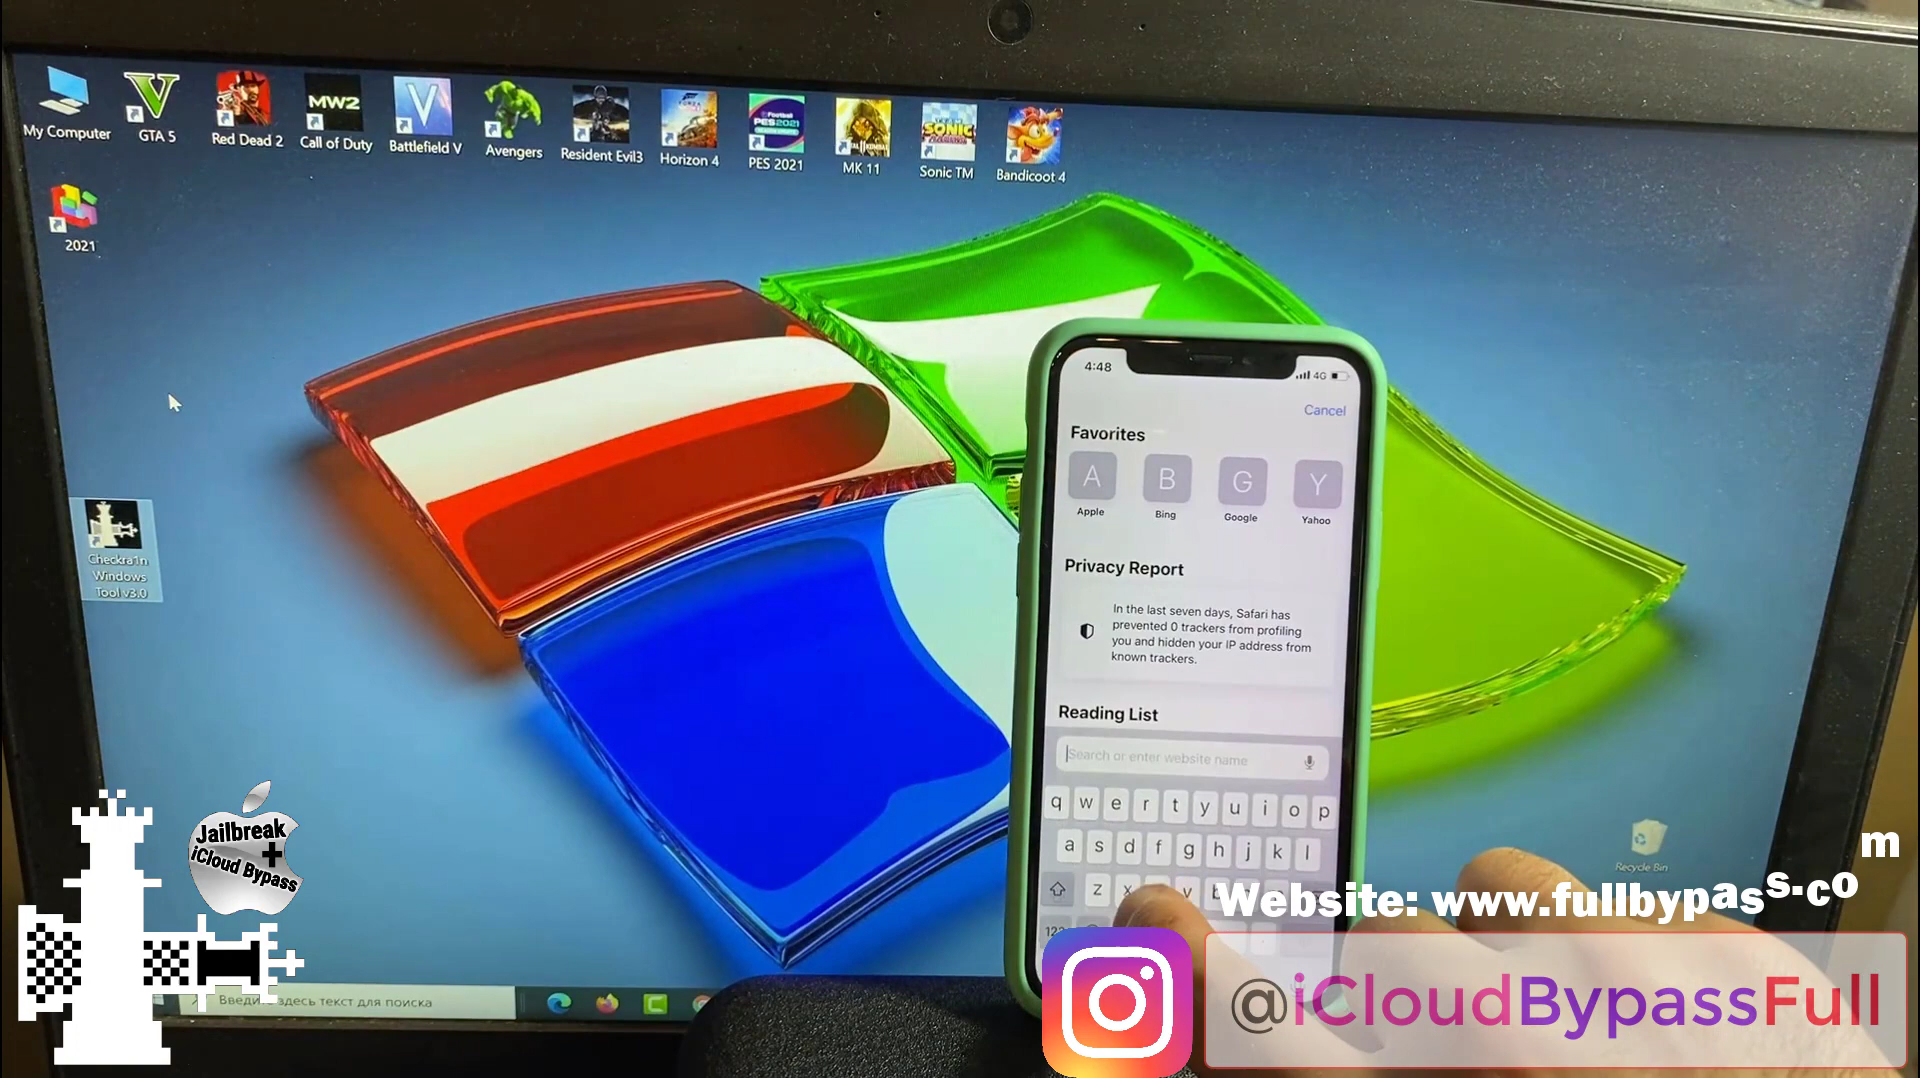 My Computer
GTA 5
Red Dead 2
MW2
Call of Duty
V
Battlefield V
Avengers
Resident Evil3
Horizon 4
PES 2021
MK 11
SONIC
Sonic TM
Bandicoot 4
2021
Checkra1n
Windows
Tool v3.0
4:48
4G
Cancel
Favorites
A B G Y
Apple Bing Google Yahoo
Privacy Report
In the last seven days, Safari has
prevented 0 trackers from profiling
you and hidden your IP address from
known trackers.
Reading List
Search or enter website name
q w e r t y u i o p
a s d f g h j k l
z x v b
123
Recycle Bin
Jailbreak
+
iCloud Bypass
Website: www.fullbypass.com
@iCloudBypassFull
Введите здесь текст для поиска